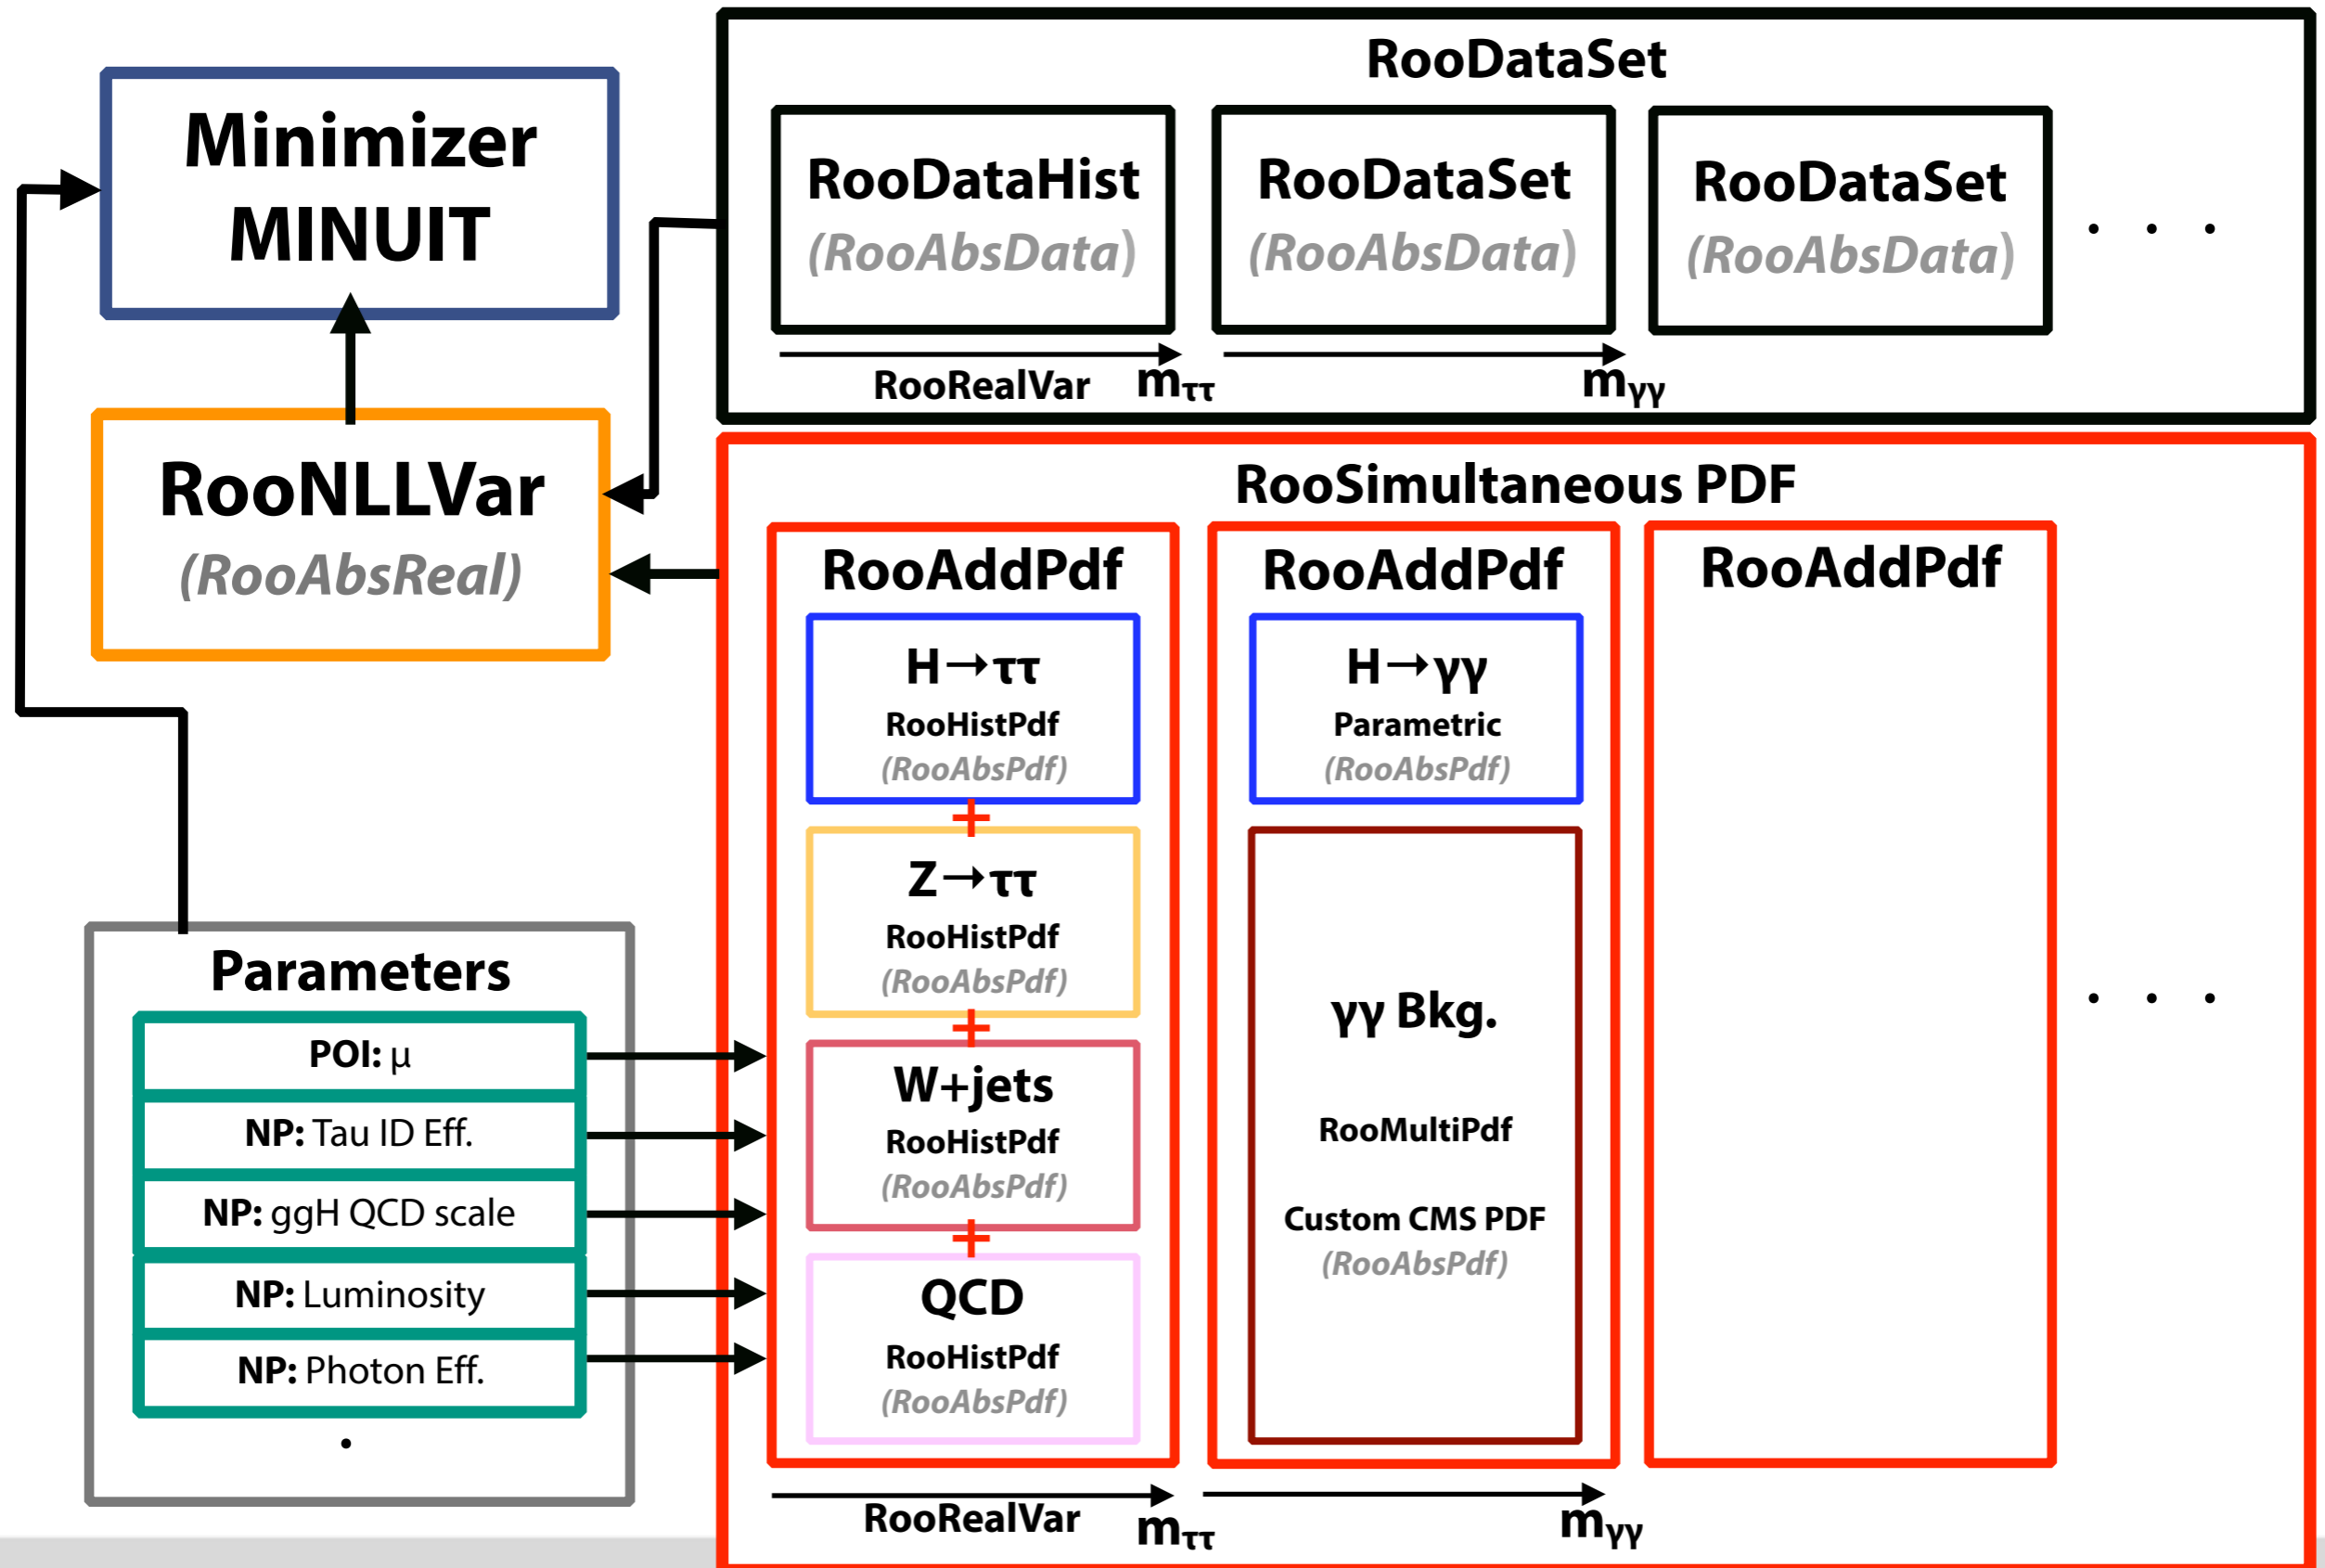 Minimizer
MINUIT
RooNLLVar
(RooAbsReal)
Parameters
POI: μ
NP: Tau ID Eff.
NP: ggH QCD scale
NP: Luminosity
NP: Photon Eff.
.
RooDataSet
RooDataHist
(RooAbsData)
RooDataSet
(RooAbsData)
RooDataSet
(RooAbsData)
. . .
RooRealVar
mττ
mγγ
RooSimultaneous PDF
RooAddPdf
H→ττ
RooHistPdf
(RooAbsPdf)
+
Z→ττ
RooHistPdf
(RooAbsPdf)
+
W+jets
RooHistPdf
(RooAbsPdf)
+
QCD
RooHistPdf
(RooAbsPdf)
RooAddPdf
H→γγ
Parametric
(RooAbsPdf)
γγ Bkg.
RooMultiPdf
Custom CMS PDF
(RooAbsPdf)
RooAddPdf
. . .
RooRealVar
mττ
mγγ